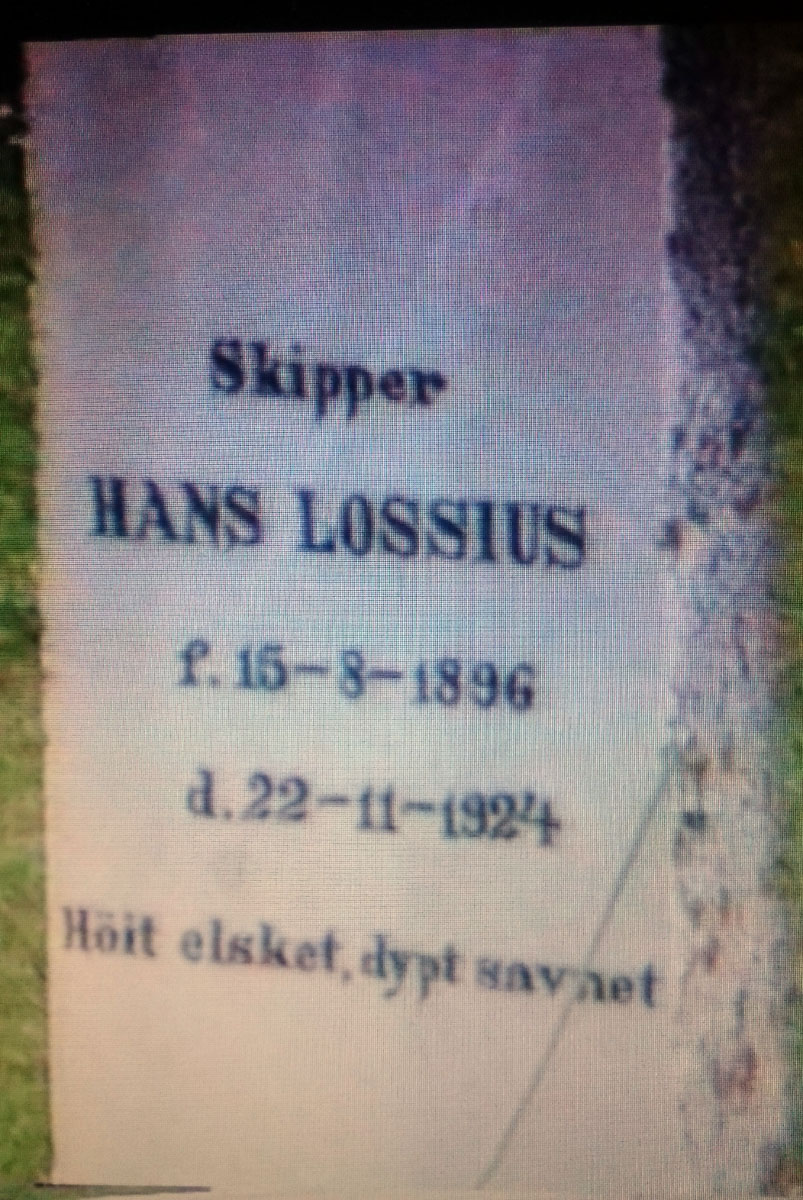 Skipper
HANS LOSSIUS
f. 15-8-1896
d. 22-11-1924
Höit elsket, dypt savnet